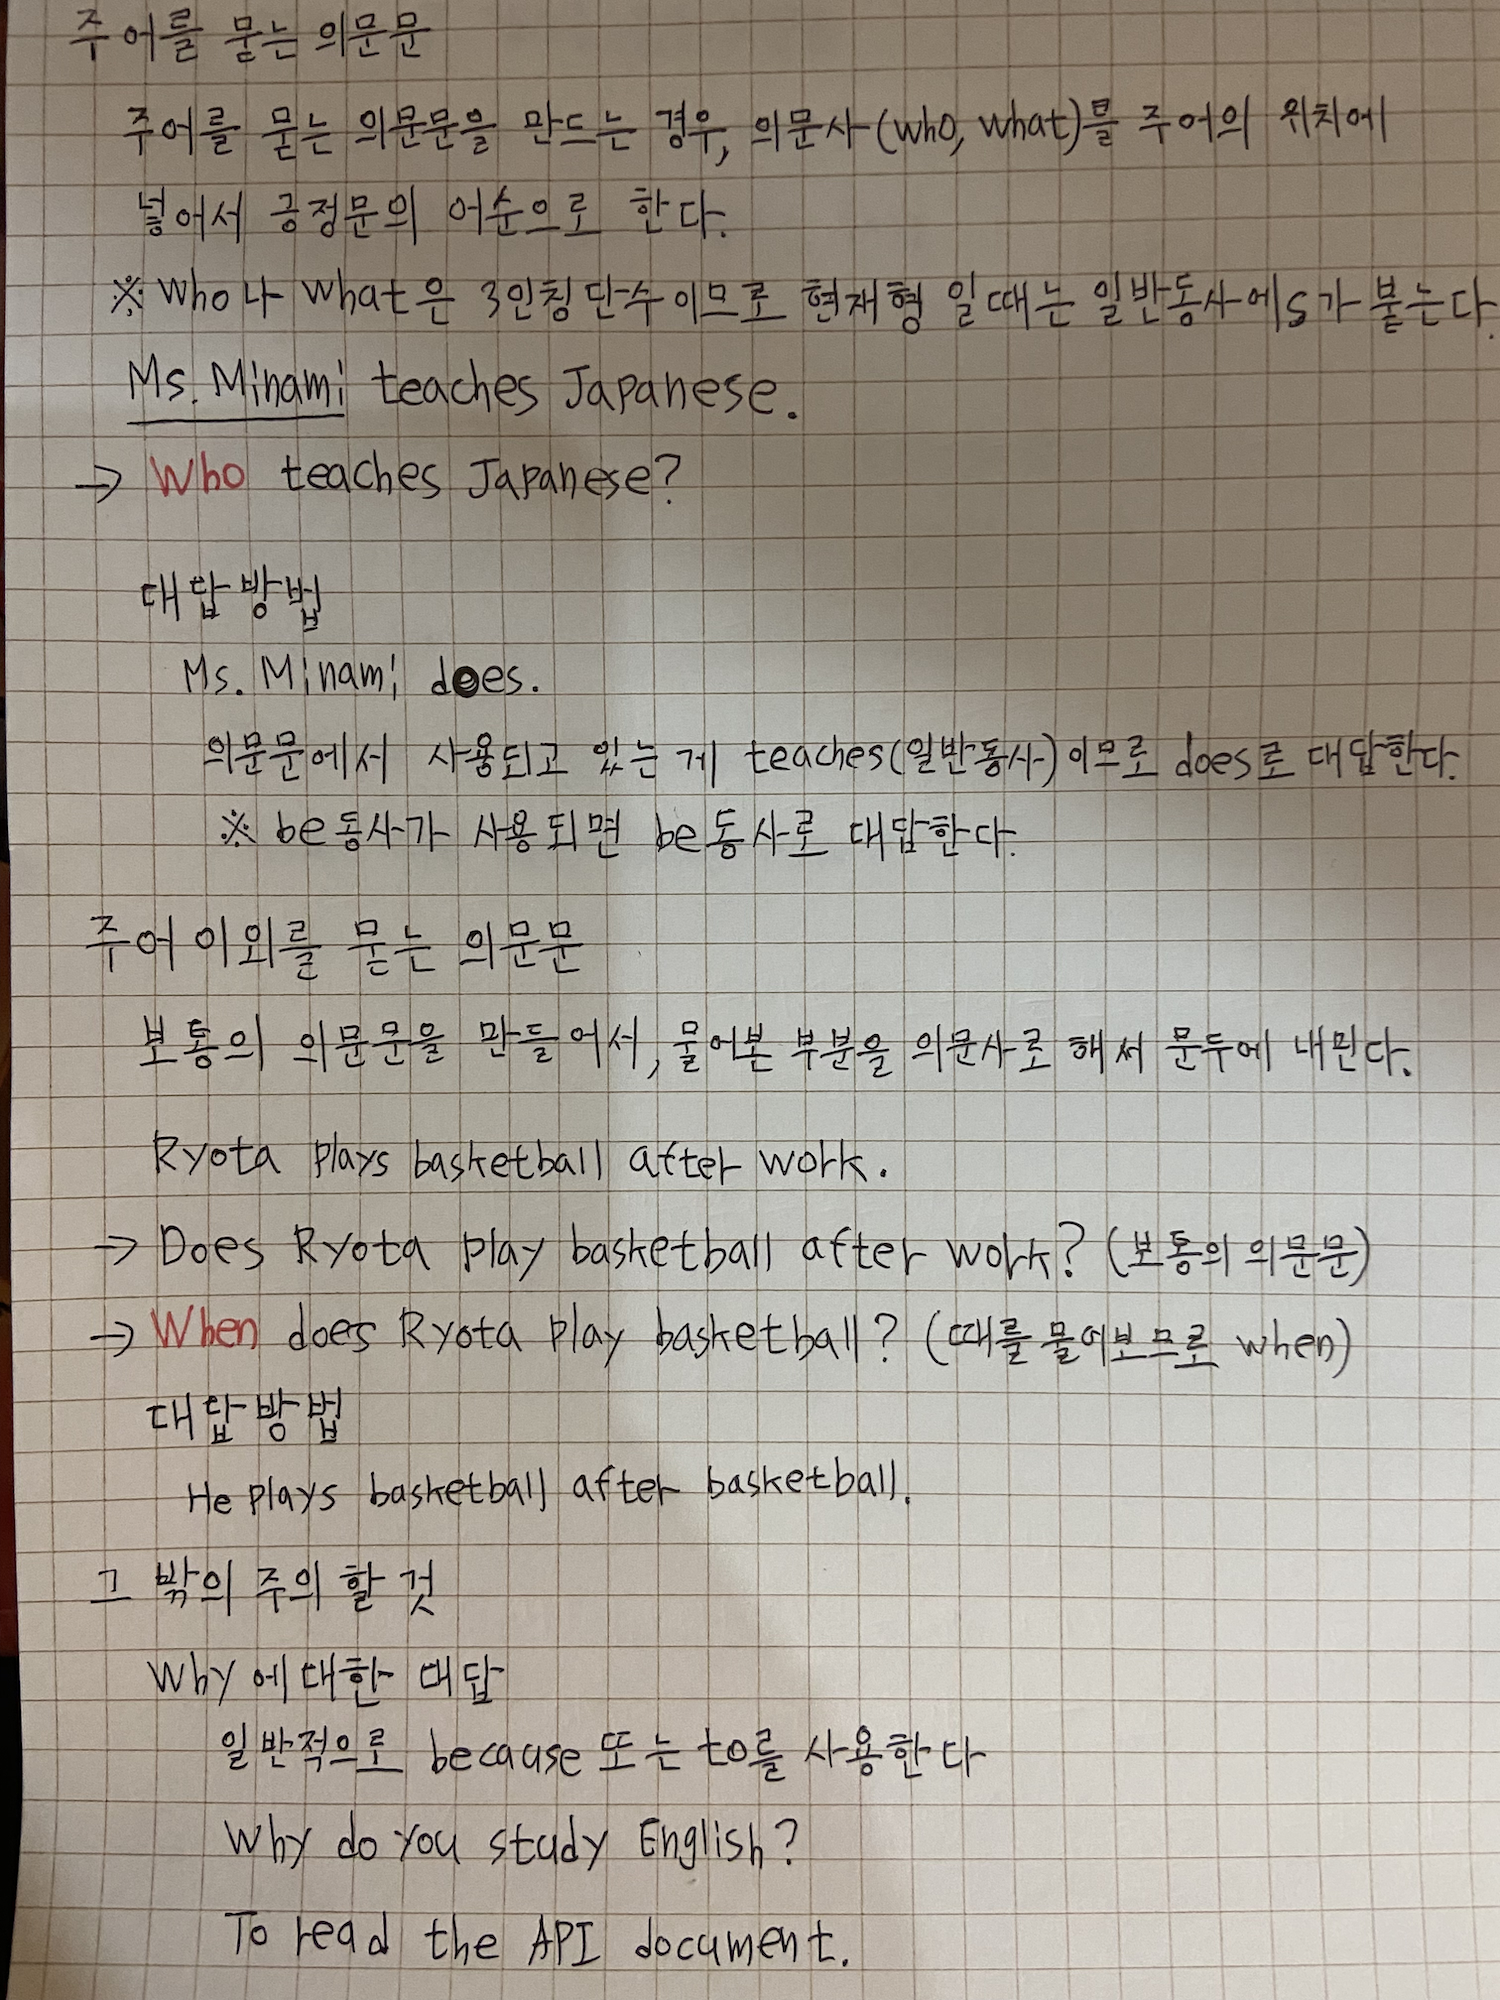 주어를 묻는 의문문
주어를 묻는 의문문을 만드는 경우, 의문사(who, what)를 주어의 위치에
넣어서 긍정문의 어순으로 한다.
※ who나 what은 3인칭 단수이므로 현재형 일때는 일반동사에s가 붙는다.
Ms. Minami teaches Japanese.
→ Who teaches Japanese?
대답방법
Ms. Minami does.
의문문에서 사용되고 있는 게 teaches(일반동사)이므로 does로 대답한다.
※ be동사가 사용되면 be동사로 대답한다.
주어 이외를 묻는 의문문
보통의 의문문을 만들어서, 물어본 부분을 의문사로 해서 문두에 내민다.
Ryota plays basketball after work.
→ Does Ryota play basketball after work? (보통의 의문문)
→ When does Ryota play basketball? (때를 물어보므로 when)
대답방법
He plays basketball after basketball.
그 밖의 주의 할 것
Why에 대한 대답
일반적으로 because 또는 to를 사용한다
Why do you study English?
To read the API document.